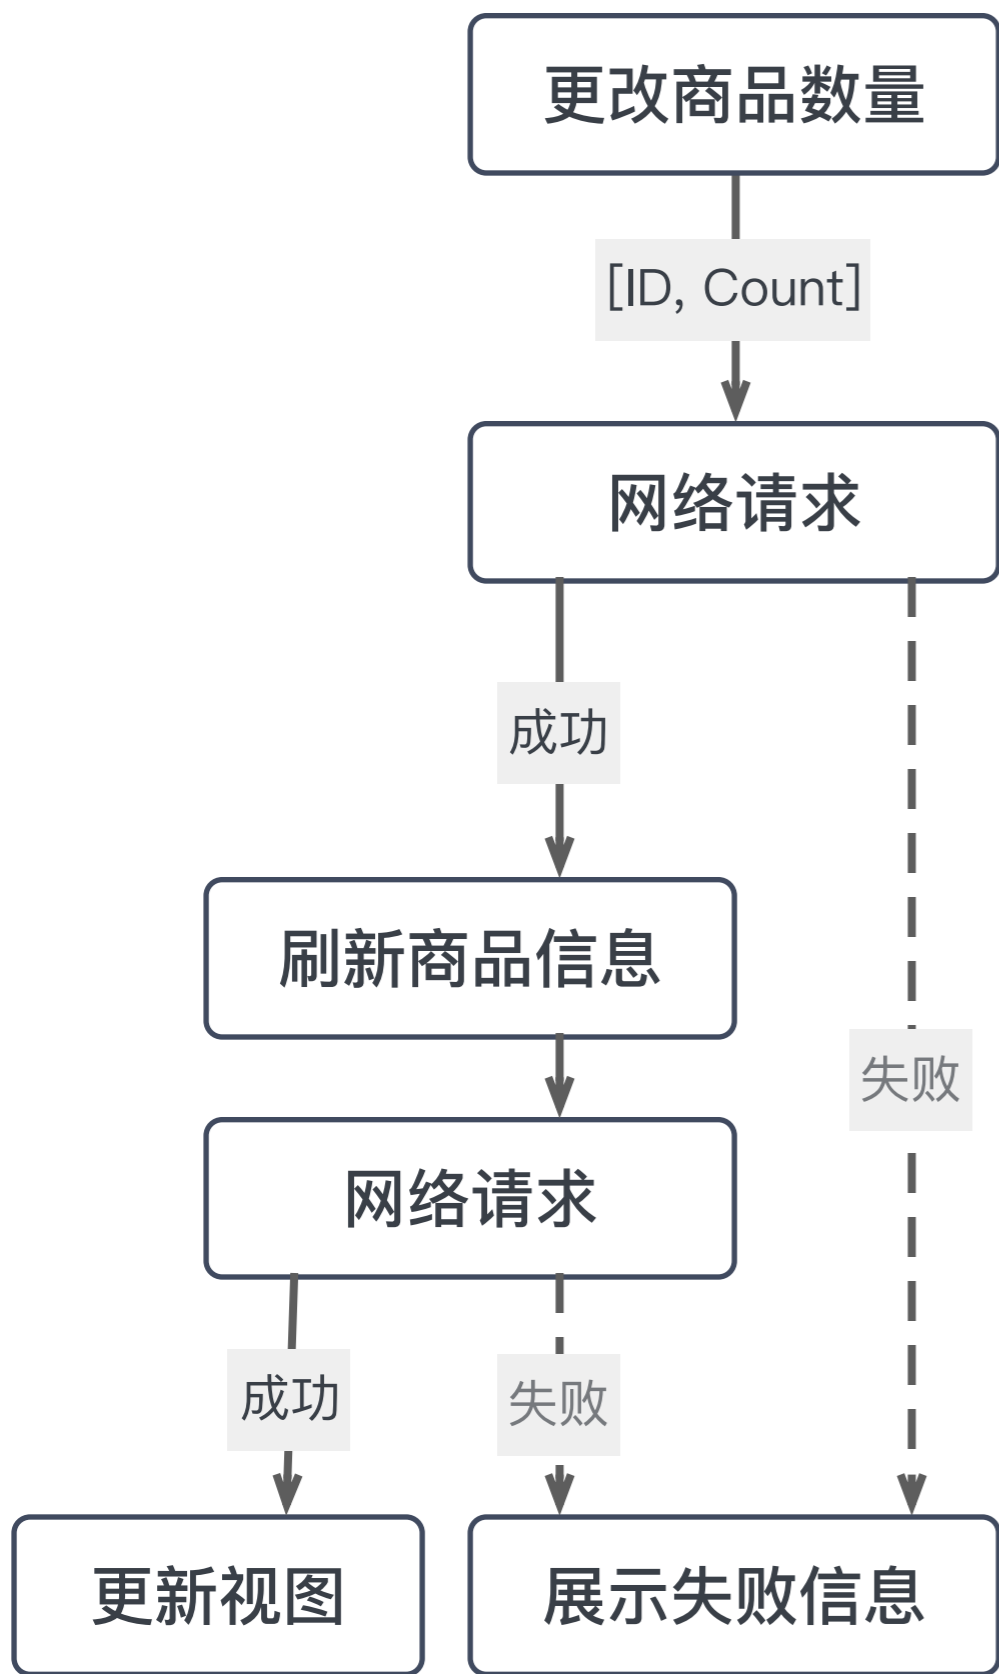 更改商品数量
[ID, Count]
网络请求
成功
刷新商品信息
失败
网络请求
成功
失败
更新视图
展示失败信息